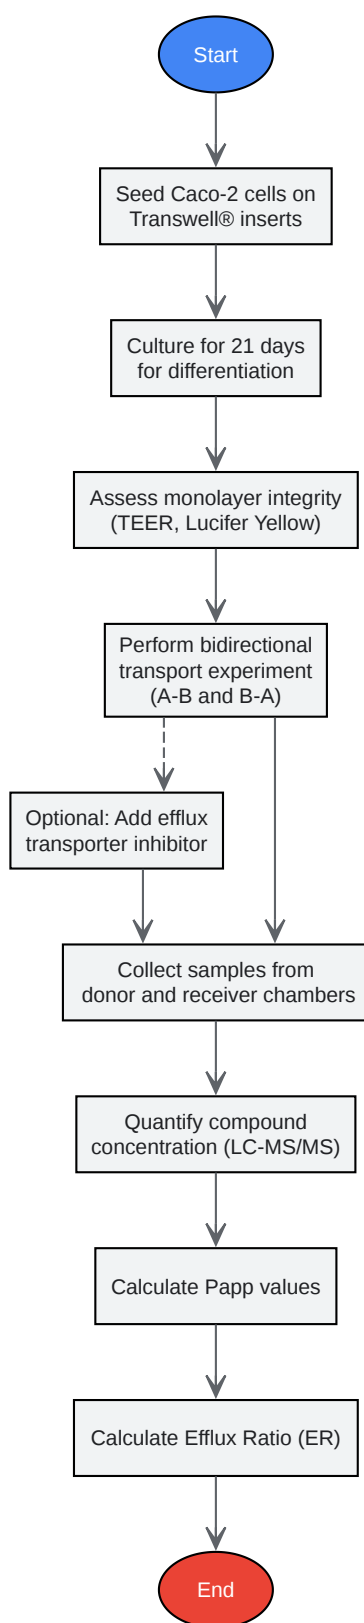 Start
Seed Caco-2 cells on
Transwell® inserts
Culture for 21 days
for differentiation
Assess monolayer integrity
(TEER, Lucifer Yellow)
Perform bidirectional
transport experiment
(A-B and B-A)
Optional: Add efflux
transporter inhibitor
Collect samples from
donor and receiver chambers
Quantify compound
concentration (LC-MS/MS)
Calculate Papp values
Calculate Efflux Ratio (ER)
End